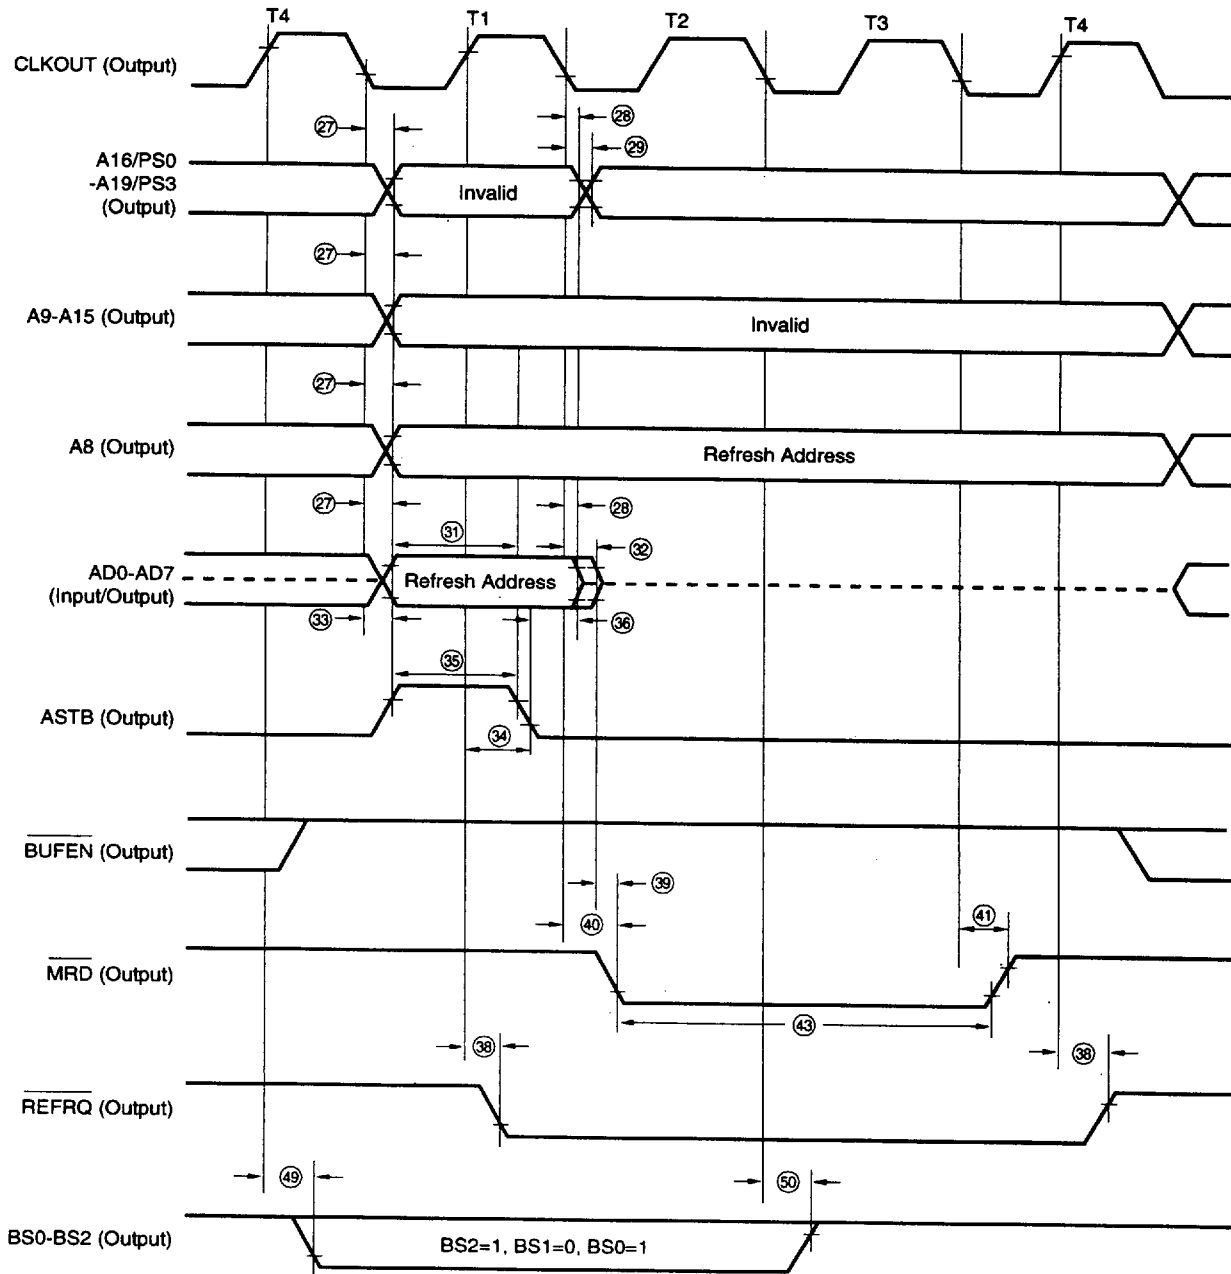 T4 T1 T2 T3 T4
CLKOUT (Output)
27 28
29
A16/PS0
-A19/PS3
(Output)
Invalid
27
A9-A15 (Output)
Invalid
27
A8 (Output)
Refresh Address
27 28
31 32
AD0-AD7
(Input/Output)
Refresh Address
33 36
35
ASTB (Output)
34
BUFEN (Output)
39
40 41
MRD (Output)
43
38 38
REFRQ (Output)
49 50
BS0-BS2 (Output)
BS2=1, BS1=0, BS0=1